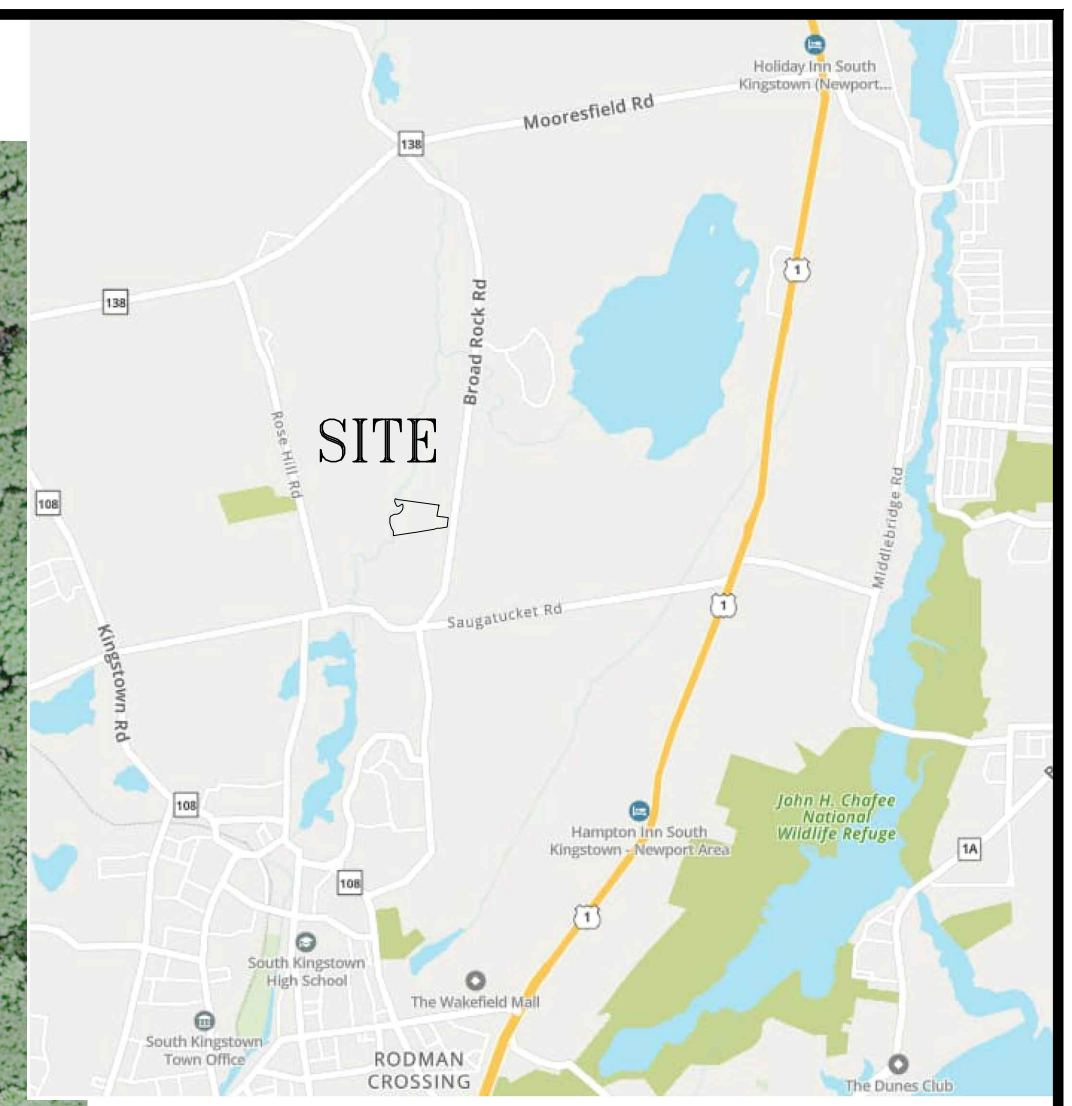 Holiday Inn South
Kingstown (Newport...
Mooresfield Rd
138
1
138
Broad Rock Rd
Rose Hill Rd
SITE
108
Middlebridge Rd
1
Saugatucket Rd
Kingstown Rd
108
John H. Chafee
National
Wildlife Refuge
Hampton Inn South
Kingstown - Newport Area
1A
108
1
South Kingstown
High School
The Wakefield Mall
South Kingstown
Town Office
RODMAN
CROSSING
The Dunes Club